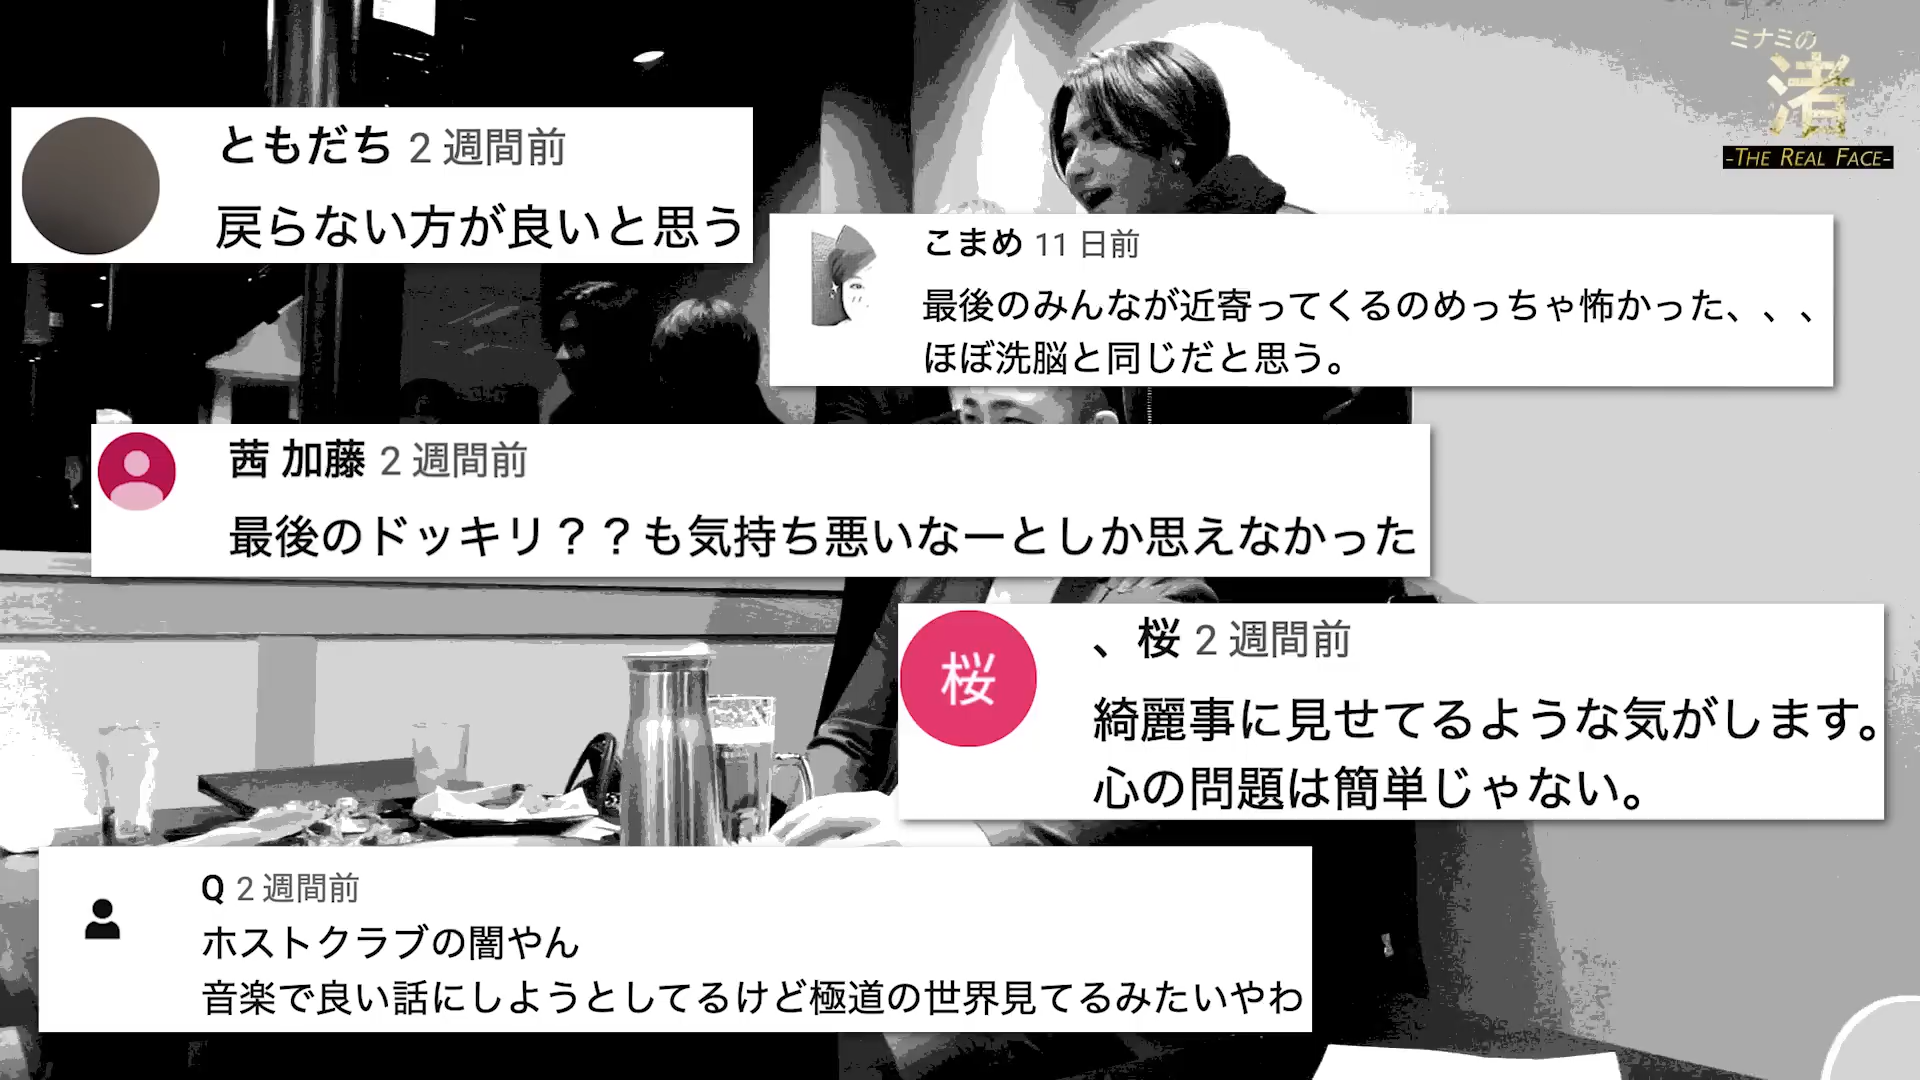 ミナミの
渚
-THE REAL FACE-
ともだち 2 週間前
戻らない方が良いと思う
こまめ 11 日前
最後のみんなが近寄ってくるのめっちゃ怖かった、、、
ほぼ洗脳と同じだと思う。
茜 加藤 2 週間前
最後のドッキリ？？も気持ち悪いなーとしか思えなかった
桜
、桜 2 週間前
綺麗事に見せてるような気がします。
心の問題は簡単じゃない。
Q 2 週間前
ホストクラブの闇やん
音楽で良い話にしようとしてるけど極道の世界見てるみたいやわ